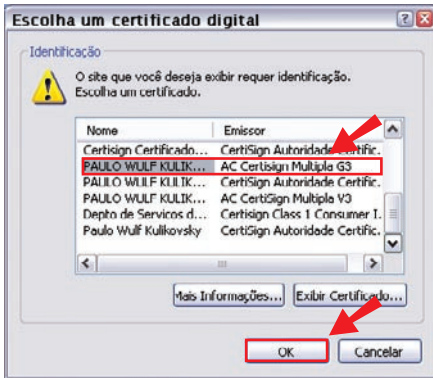 Escolha um certificado digital
Identificação
O site que você deseja exibir requer identificação.
Escolha um certificado.
Nome Emissor
Certisign Certificado... CertiSign Autoridade Certific.
PAULO WULF KULIK... AC Certisign Multipla G3
PAULO WULF KULIK... CertiSign Autoridade Certific.
PAULO WULF KULIK... AC CertiSign Multipla V3
Depto de Servicos d... Certisign Class 1 Consumer I.
Paulo Wulf Kulikovsky CertiSign Autoridade Certific.
Mais Informações... Exibir Certificado...
OK Cancelar